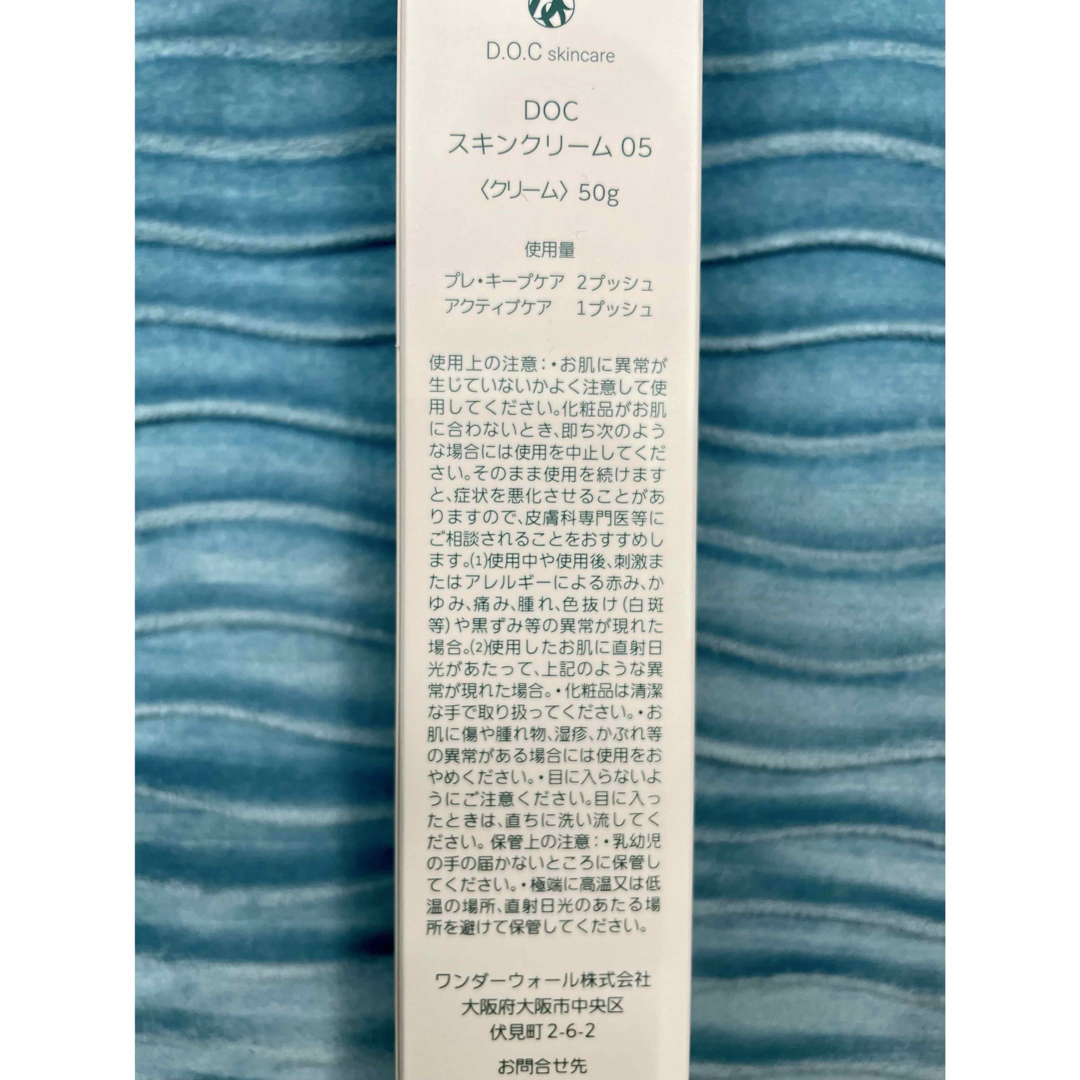 D.O.C skincare
DOC
スキンクリーム 05
〈クリーム〉 50g
使用量
プレ・キープケア 2プッシュ
アクティブケア 1プッシュ
使用上の注意:・お肌に異常が
生じていないかよく注意して使
用してください。化粧品がお肌
に合わないとき、即ち次のよう
な場合には使用を中止してくだ
さい。そのまま使用を続けます
と、症状を悪化させることがあ
りますので、皮膚科専門医等に
ご相談されることをおすすめし
ます。(1)使用中や使用後、刺激ま
たはアレルギーによる赤み、か
ゆみ、痛み、腫れ、色抜け(白斑
等)や黒ずみ等の異常が現れた
場合。(2)使用したお肌に直射日
光があたって、上記のような異
常が現れた場合。・化粧品は清潔
な手で取り扱ってください。・お
肌に傷や腫れ物、湿疹、かぶれ等
の異常がある場合には使用をお
やめください。・目に入らないよ
うにご注意ください。目に入っ
たときは、直ちに洗い流してく
ださい。保管上の注意:・乳幼児
の手の届かないところに保管し
てください。・極端に高温又は低
温の場所、直射日光のあたる場
所を避けて保管してください。
ワンダーウォール株式会社
大阪府大阪市中央区
伏見町2-6-2
お問合せ先